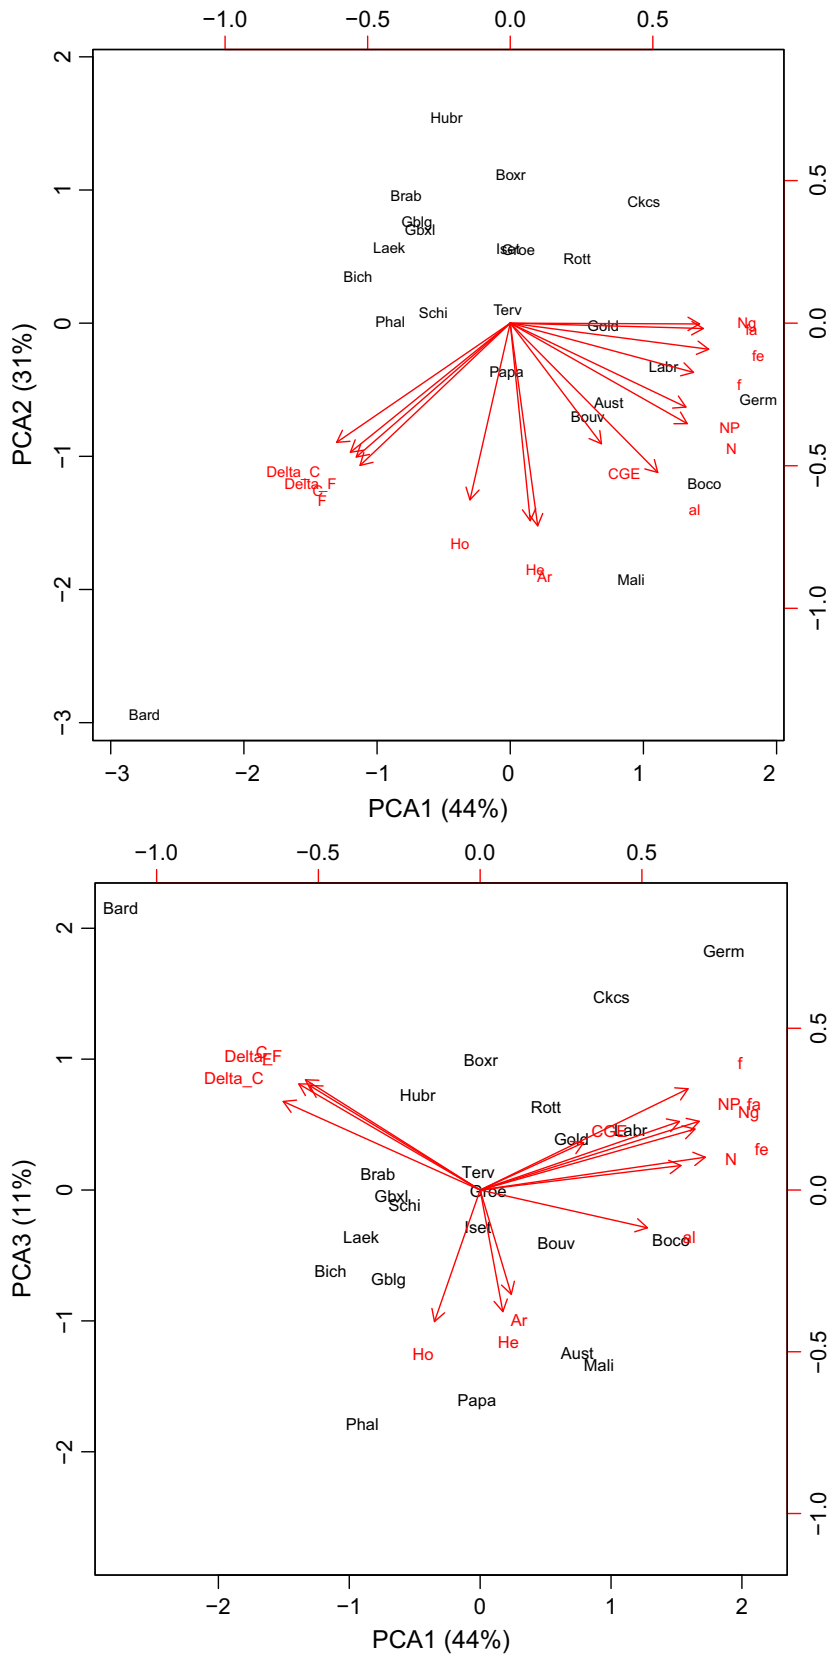 −1.0 −0.5 0.0 0.5
2
Hubr
Boxr
0.5
Brab
1
Ckcs
Gblg
Gbxl
Laek
Iset
Groe
Rott
Bich
Schi
Terv
Phal
0
Gold
Ng
fa
0.0
fe
Papa
Labr
f
Germ
Aust
Bouv
NP
N
PCA2 (31%)
−1
Delta_C
CGE
−0.5
Delta_F
C
Boco
F
al
Ho
He
Ar
Mali
−2
−1.0
Bard
−3
−3 −2 −1 0 1 2
PCA1 (44%)
−1.0 −0.5 0.0 0.5
Bard
2
Germ
Ckcs
0.5
C
Delta_F
F
1
Boxr
f
Delta_C
Hubr
Rott
NP fa
Ng
CGE
Labr
Gold
fe
N
Brab
Terv
0
Gbxl
Groe
0.0
Schi
PCA3 (11%)
Iset
Laek
Bouv
Boco
al
Bich
Gblg
−1
Ar
He
Ho
Aust
−0.5
Mali
Papa
Phal
−2
−1.0
−2 −1 0 1 2
PCA1 (44%)